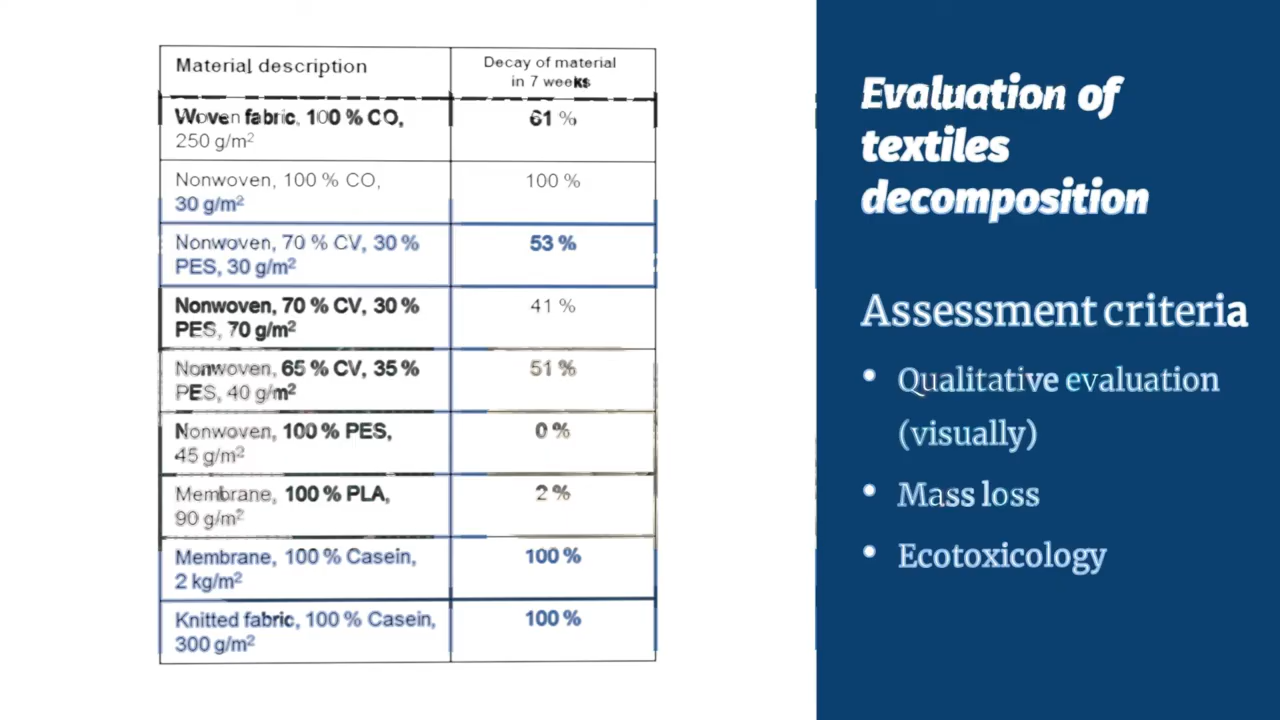 Material description
Decay of material
in 7 weeks
Woven fabric, 100 % CO,
250 g/m²
61 %
Nonwoven, 100 % CO,
30 g/m²
100 %
Nonwoven, 70 % CV, 30 %
PES, 30 g/m²
53 %
Nonwoven, 70 % CV, 30 %
PES, 70 g/m²
41 %
Nonwoven, 65 % CV, 35 %
PES, 40 g/m²
51 %
Nonwoven, 100 % PES,
45 g/m²
0 %
Membrane, 100 % PLA,
90 g/m²
2 %
Membrane, 100 % Casein,
2 kg/m²
100 %
Knitted fabric, 100 % Casein,
300 g/m²
100 %
Evaluation of
textiles
decomposition
Assessment criteria
• Qualitative evaluation
(visually)
• Mass loss
• Ecotoxicology